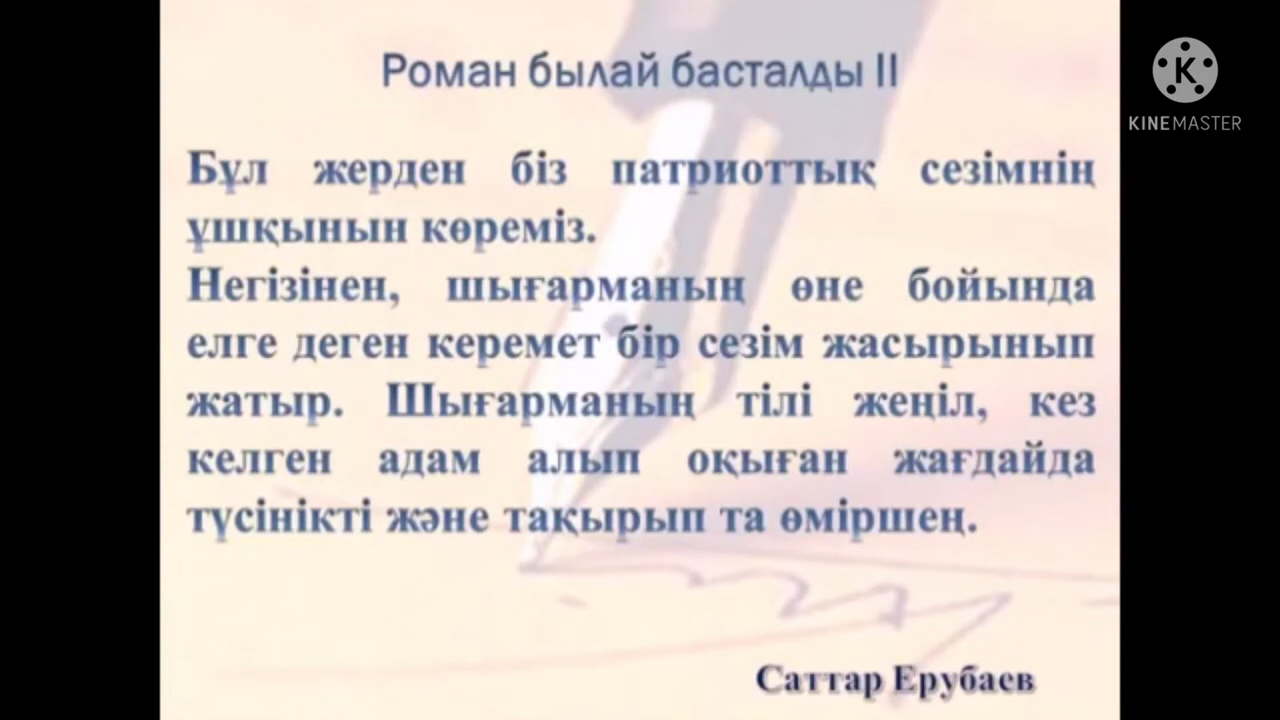 Роман былай басталды II
KINEMASTER
Бұл жерден біз патриоттық сезімнің
ұшқынын көреміз.
Негізінен, шығарманың өне бойында
елге деген керемет бір сезім жасырынып
жатыр. Шығарманың тілі жеңіл, кез
келген адам алып оқыған жағдайда
түсінікті және тақырып та өміршең.
Саттар Ерубаев